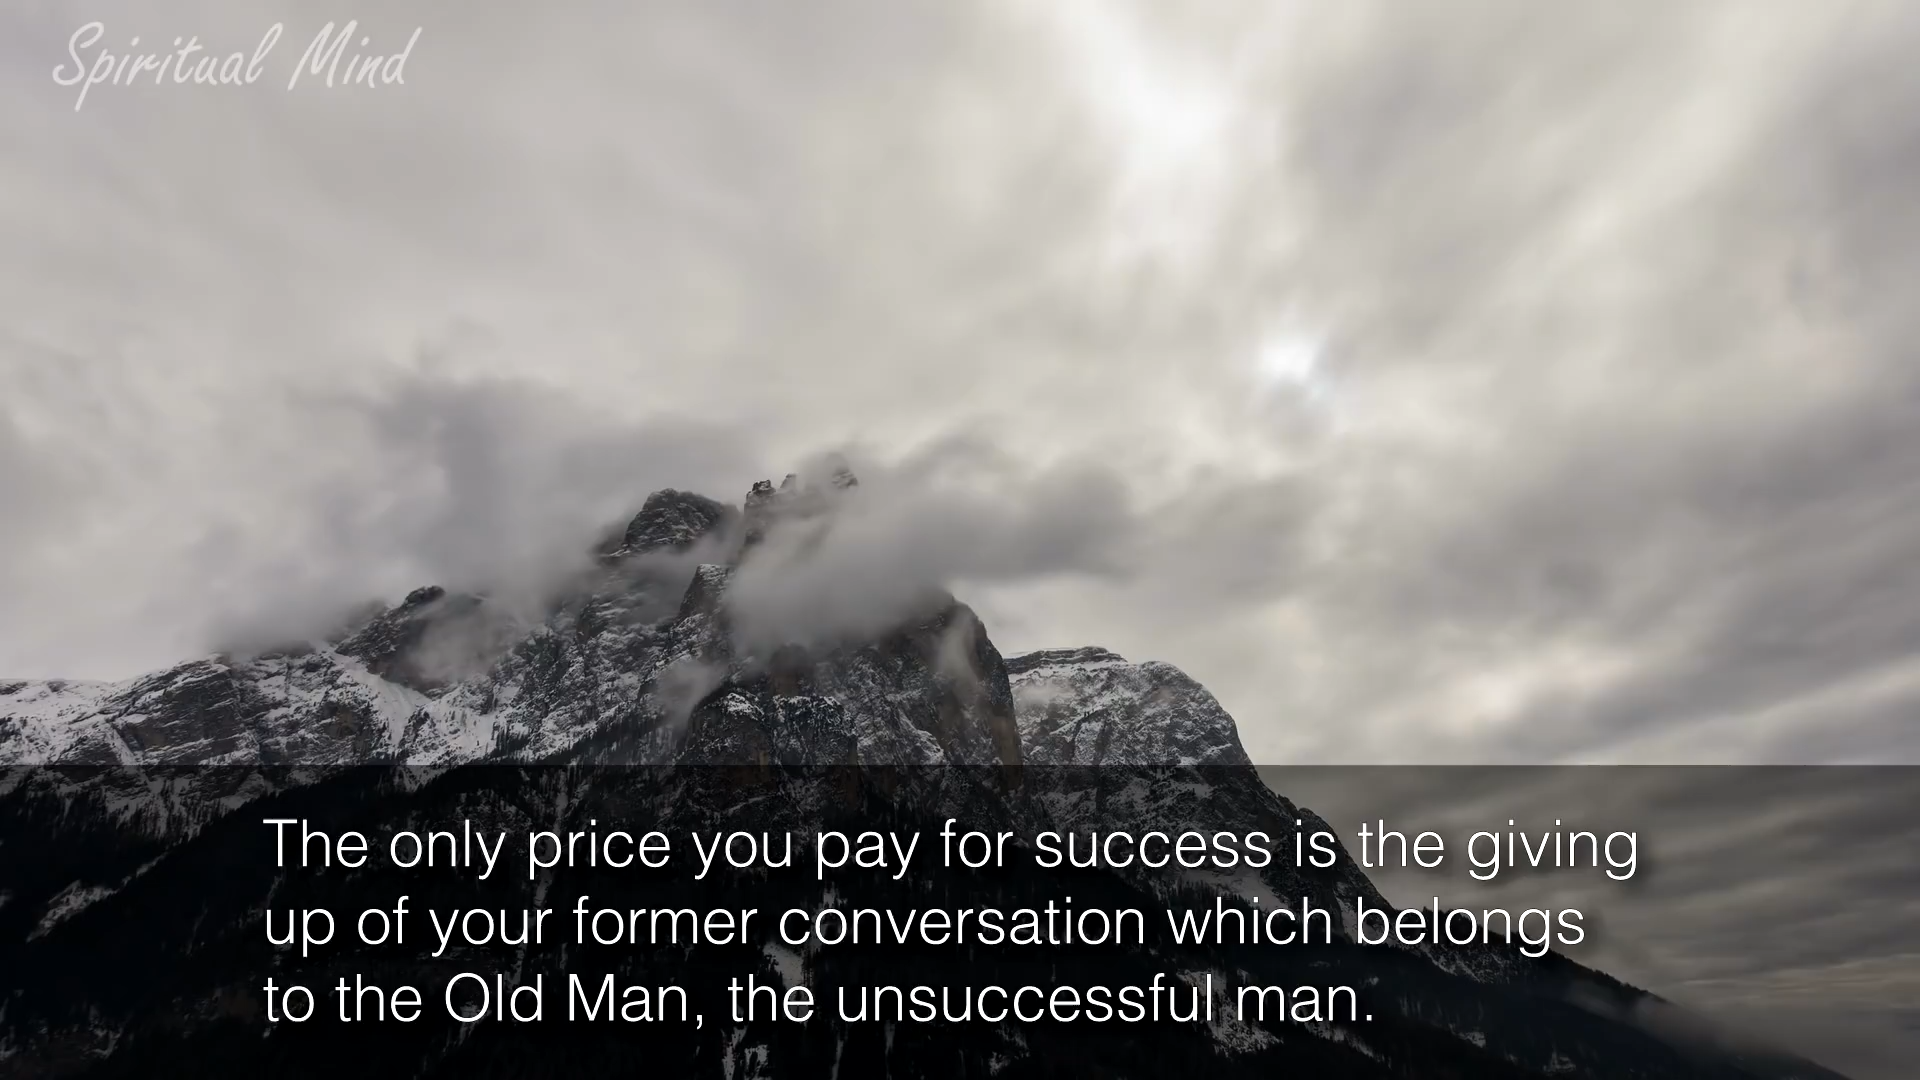 Spiritual Mind
The only price you pay for success is the giving
up of your former conversation which belongs
to the Old Man, the unsuccessful man.